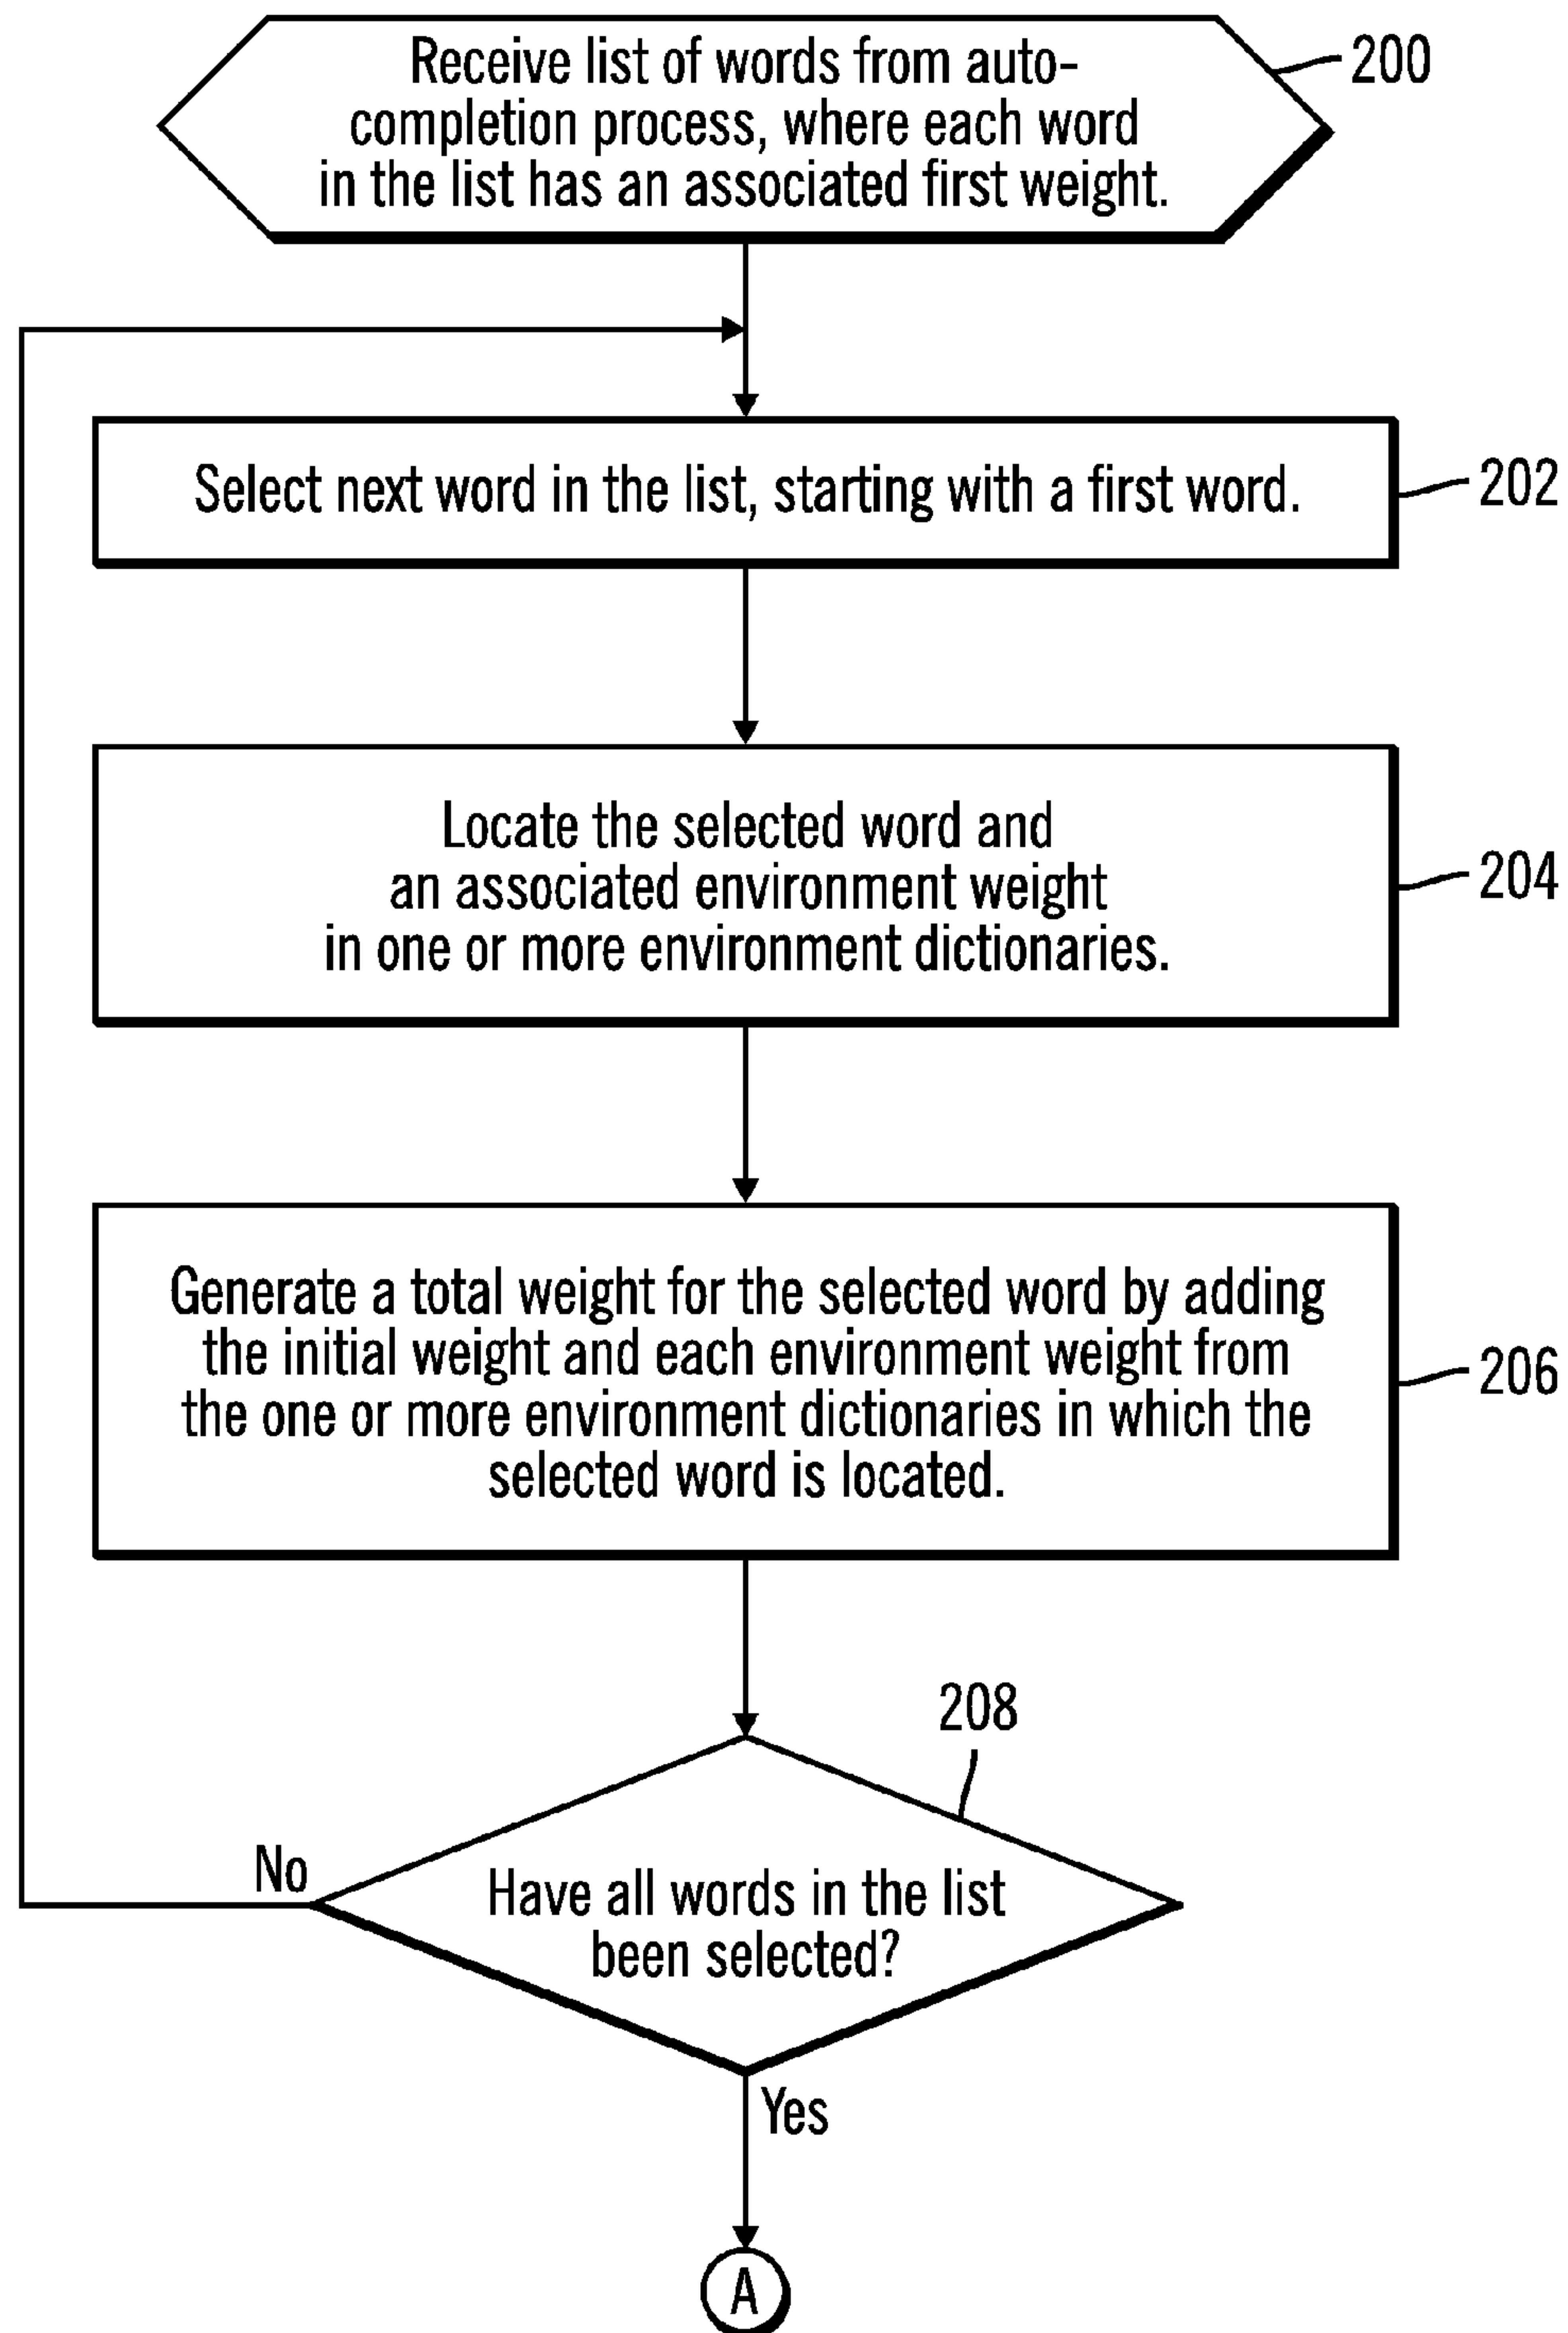 Receive list of words from auto-
completion process, where each word
in the list has an associated first weight.
200
Select next word in the list, starting with a first word.
202
Locate the selected word and
an associated environment weight
in one or more environment dictionaries.
204
Generate a total weight for the selected word by adding
the initial weight and each environment weight from
the one or more environment dictionaries in which the
selected word is located.
206
208
No
Have all words in the list
been selected?
Yes
A